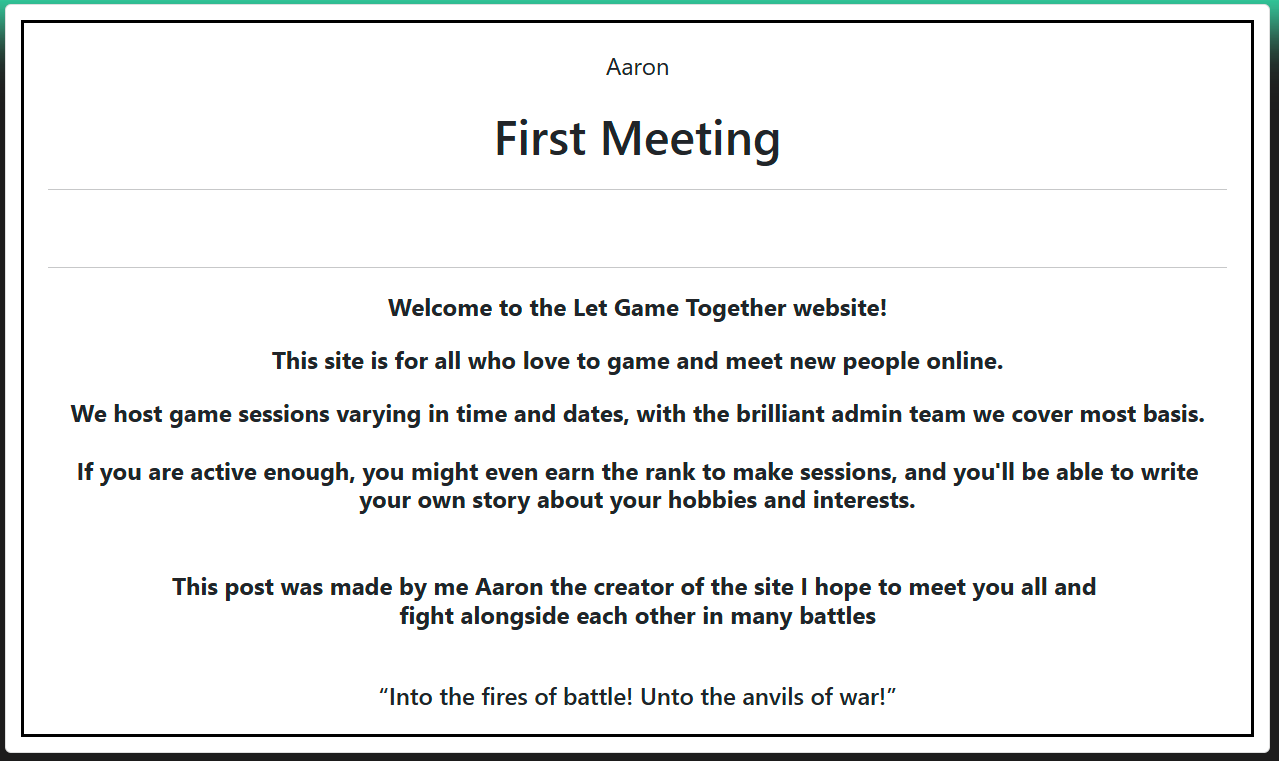 Aaron
First Meeting
Welcome to the Let Game Together website!
This site is for all who love to game and meet new people online.
We host game sessions varying in time and dates, with the brilliant admin team we cover most basis.
If you are active enough, you might even earn the rank to make sessions, and you'll be able to write
your own story about your hobbies and interests.
This post was made by me Aaron the creator of the site I hope to meet you all and
fight alongside each other in many battles
“Into the fires of battle! Unto the anvils of war!”